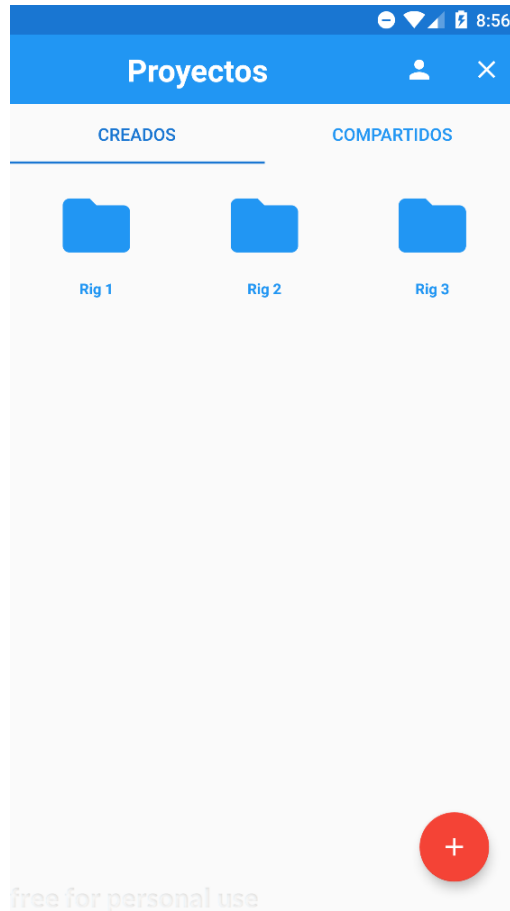 8:56
Proyectos
CREADOS COMPARTIDOS
Rig 1 Rig 2 Rig 3
free for personal use